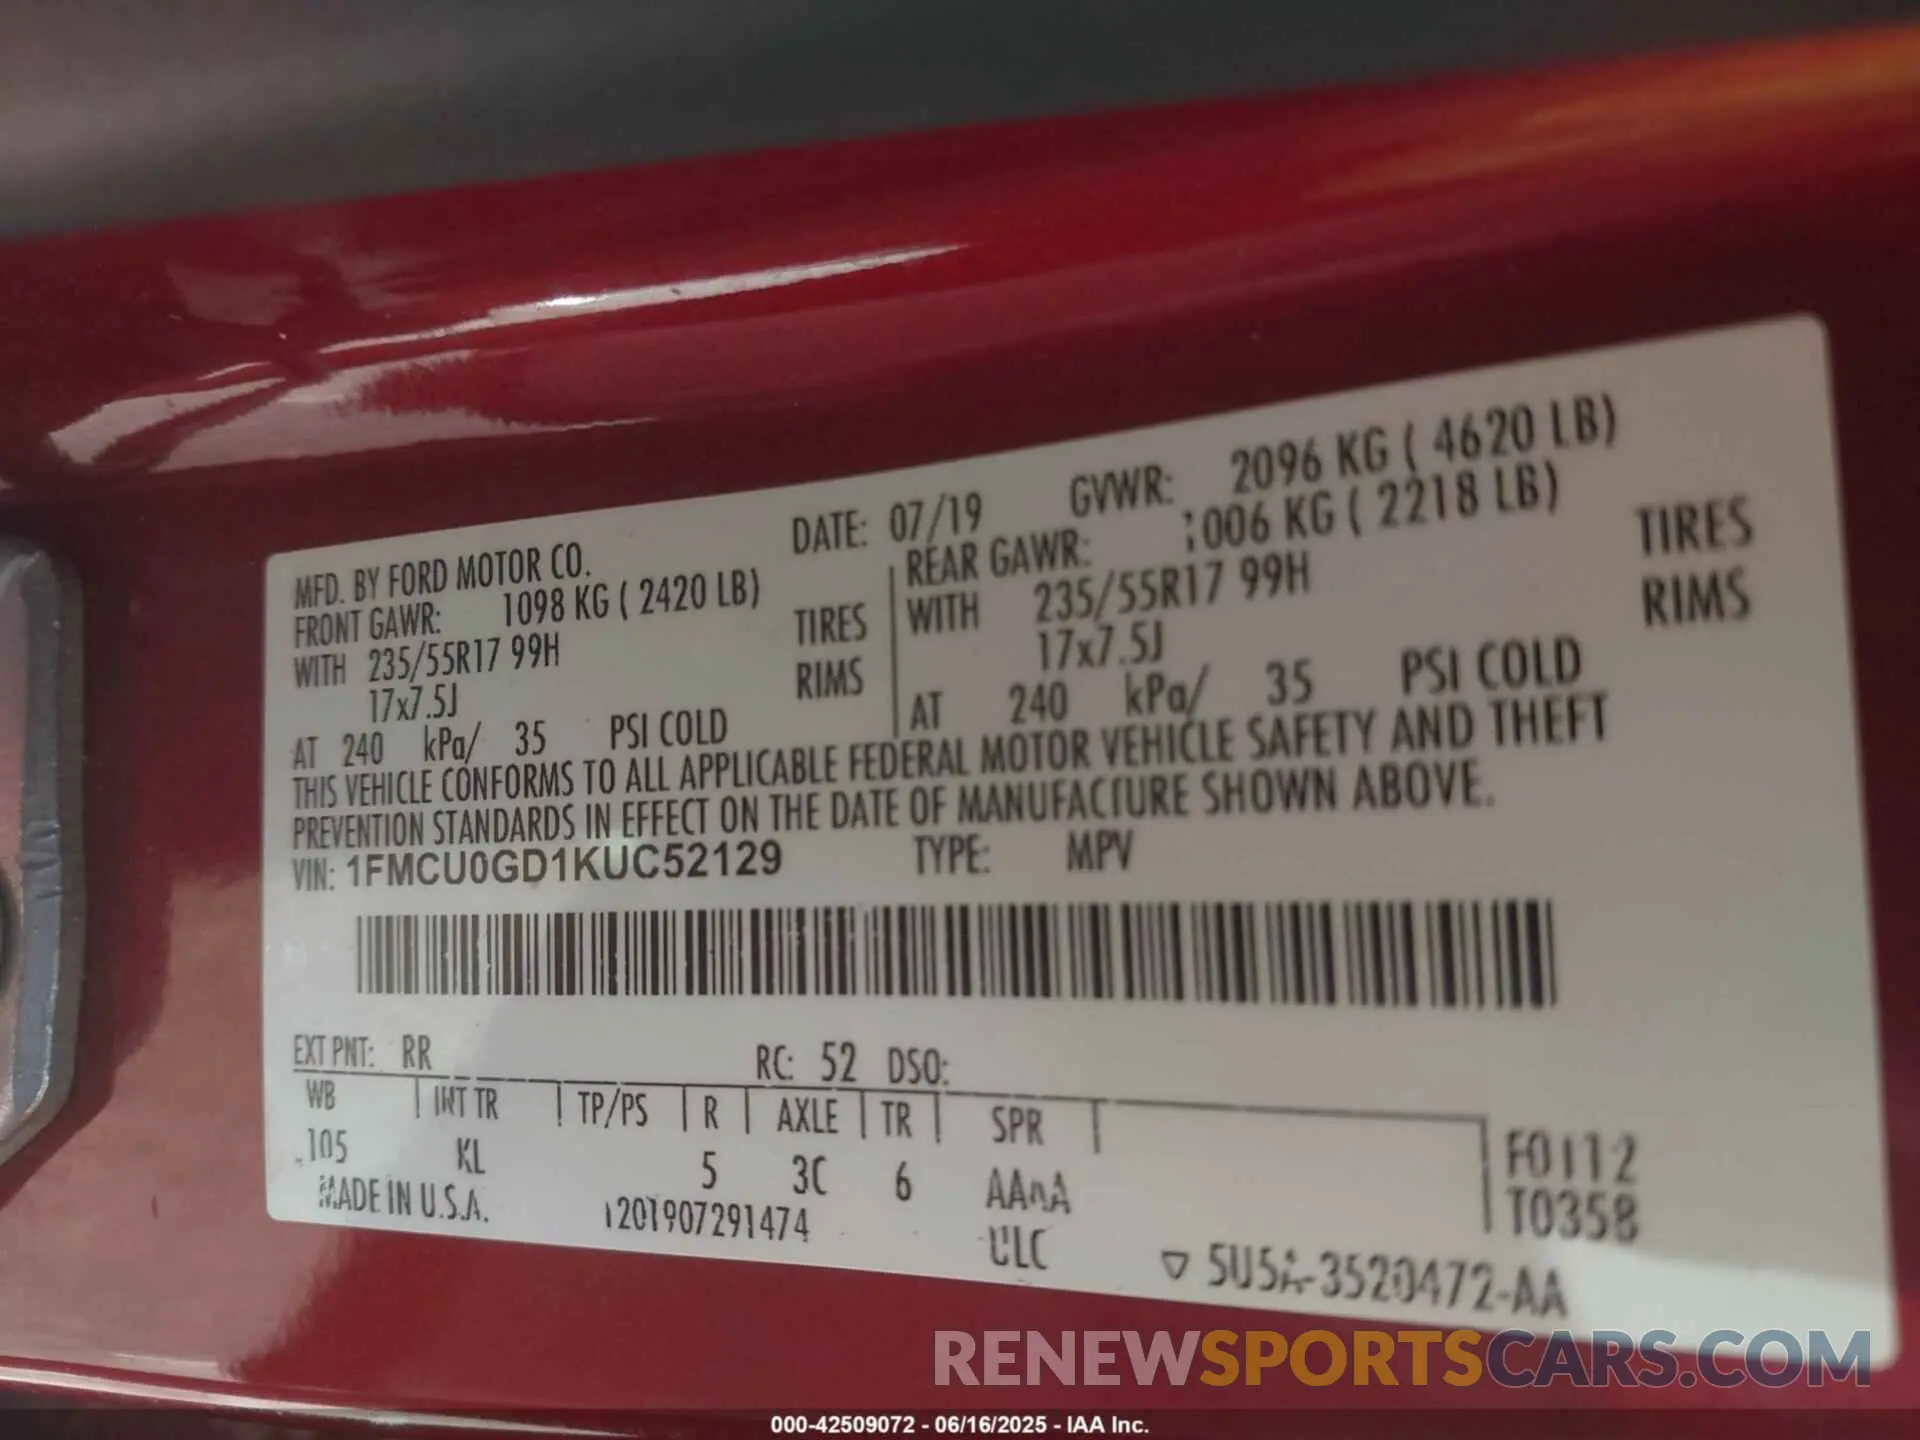 MFD. BY FORD MOTOR CO. DATE: 07/19 GVWR: 2096 KG ( 4620 LB)
FRONT GAWR: 1098 KG ( 2420 LB) REAR GAWR: 1006 KG ( 2218 LB)
WITH 235/55R17 99H TIRES WITH 235/55R17 99H TIRES
17x7.5J RIMS 17x7.5J RIMS
AT 240 kPa/ 35 PSI COLD AT 240 kPa/ 35 PSI COLD
THIS VEHICLE CONFORMS TO ALL APPLICABLE FEDERAL MOTOR VEHICLE SAFETY AND THEFT
PREVENTION STANDARDS IN EFFECT ON THE DATE OF MANUFACTURE SHOWN ABOVE.
VIN: 1FMCU0GD1KUC52129 TYPE: MPV
EXT PNT: RR RC: 52 DSO:
WB INT TR TP/PS R AXLE TR SPR
105 KL 5 3C 6 AAAA
F0112
T0358
MADE IN U.S.A. 201907291474 ULC
5U5A-3520472-AA
RENEWSPORTSCARS.COM
000-42509072 - 06/16/2025 - IAA Inc.